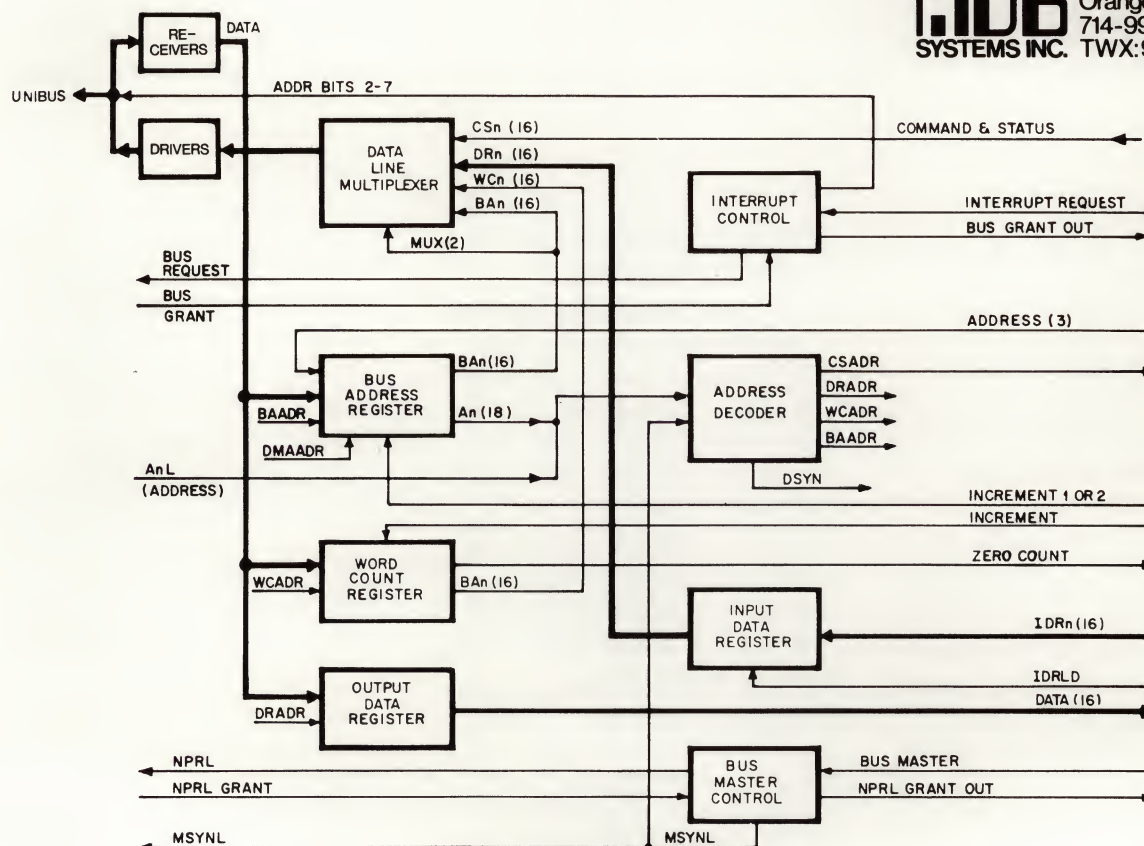 Orange
714-99
SYSTEMS INC. TWX:9
RE-
CEIVERS
DATA
UNIBUS
ADDR BITS 2-7
DRIVERS
DATA
LINE
MULTIPLEXER
CSn (16)
DRn (16)
WCn (16)
BAn (16)
MUX(2)
COMMAND & STATUS
INTERRUPT
CONTROL
INTERRUPT REQUEST
BUS GRANT OUT
BUS
REQUEST
BUS
GRANT
ADDRESS (3)
BUS
ADDRESS
REGISTER
BAn(16)
An(18)
BAADR
DMAADR
AnL
(ADDRESS)
ADDRESS
DECODER
CSADR
DRADR
WCADR
BAADR
DSYN
INCREMENT 1 OR 2
INCREMENT
WORD
COUNT
REGISTER
WCADR
BAn(16)
ZERO COUNT
INPUT
DATA
REGISTER
IDRn(16)
IDRLD
OUTPUT
DATA
REGISTER
DRADR
DATA(16)
NPRL
NPRL GRANT
BUS
MASTER
CONTROL
BUS MASTER
NPRL GRANT OUT
MSYNL
MSYNL